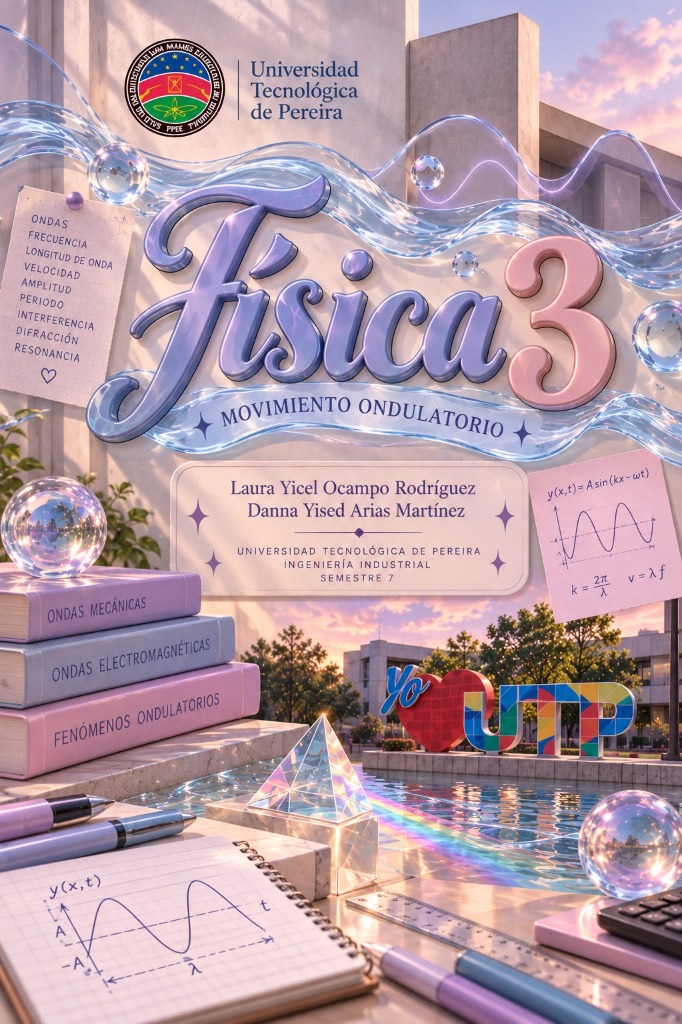 Universidad
Tecnológica
de Pereira
ONDAS
FRECUENCIA
LONGITUD DE ONDA
VELOCIDAD
AMPLITUD
PERIODO
INTERFERENCIA
DIFRACCIÓN
RESONANCIA
Física 3
MOVIMIENTO ONDULATORIO
Laura Yicel Ocampo Rodríguez
Danna Yised Arias Martínez
UNIVERSIDAD TECNOLÓGICA DE PEREIRA
INGENIERÍA INDUSTRIAL
SEMESTRE 7
y(x,t) = A sin(kx-ωt)
k = 2π/λ v = λf
ONDAS MECÁNICAS
ONDAS ELECTROMAGNÉTICAS
FENÓMENOS ONDULATORIOS
Yo UTP
y(x,t)
A
t
-A
λ